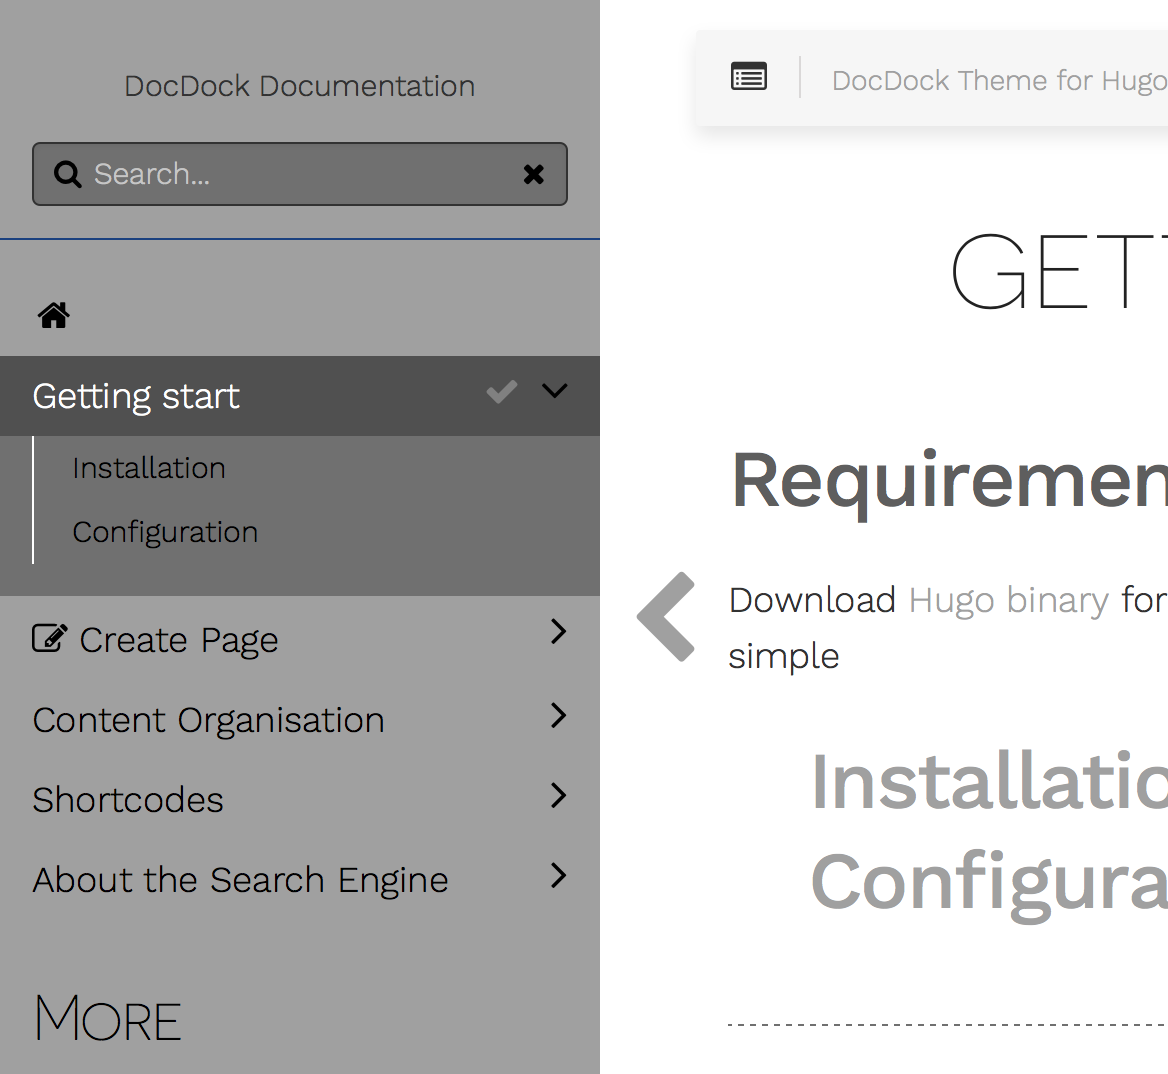 DocDock Documentation
Search...
Getting start
Installation
Configuration
Create Page
Content Organisation
Shortcodes
About the Search Engine
MORE
DocDock Theme for Hugo
GET
Requiremen
Download Hugo binary for
simple
Installatio
Configura